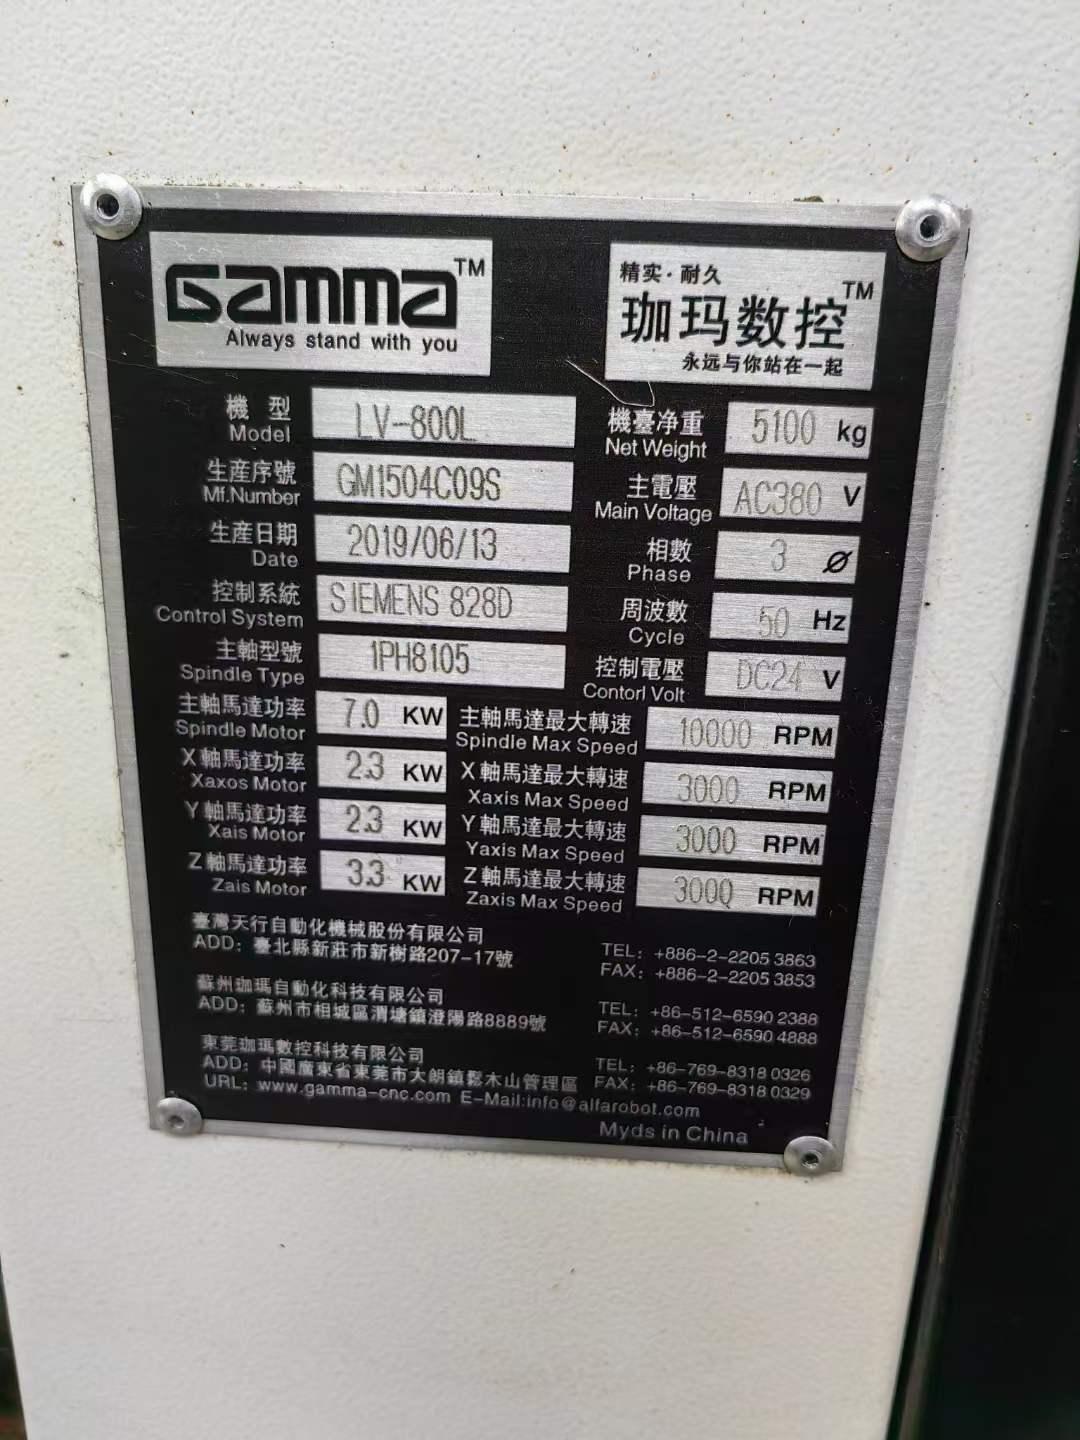 GAmmA™
Always stand with you
精实·耐久
珈玛数控™
永远与你站在一起
機型 LV-800L
Model
機臺净重 5100 kg
Net Weight
生産序號 GM1504C09S
Mf.Number
主電壓 AC380 V
Main Voltage
生産日期 2019/06/13
Date
相數 3 Ø
Phase
控制系統 SIEMENS 828D
Control System
周波數 50 Hz
Cycle
主軸型號 1PH8105
Spindle Type
控制電壓 DC24 V
Contorl Volt
主軸馬達功率 7.0 KW
Spindle Motor
主軸馬達最大轉速 10000 RPM
Spindle Max Speed
X軸馬達功率 2.3 KW
Xaxos Motor
X軸馬達最大轉速 3000 RPM
Xaxis Max Speed
Y軸馬達功率 2.3 KW
Xais Motor
Y軸馬達最大轉速 3000 RPM
Yaxis Max Speed
Z軸馬達功率 3.3 KW
Zais Motor
Z軸馬達最大轉速 3000 RPM
Zaxis Max Speed
臺灣天行自動化機械股份有限公司
ADD: 臺北縣新莊市新樹路207-17號
TEL: +886-2-2205 3863
FAX: +886-2-2205 3853
蘇州珈瑪自動化科技有限公司
ADD: 蘇州市相城區渭塘鎮澄陽路8889號
TEL: +86-512-6590 2388
FAX: +86-512-6590 4888
東莞珈瑪數控科技有限公司
ADD: 中國廣東省東莞市大朗鎮鬆木山管理區
TEL: +86-769-8318 0326
FAX: +86-769-8318 0329
URL: www.gamma-cnc.com E-Mail:info@alfarobot.com
Myds in China